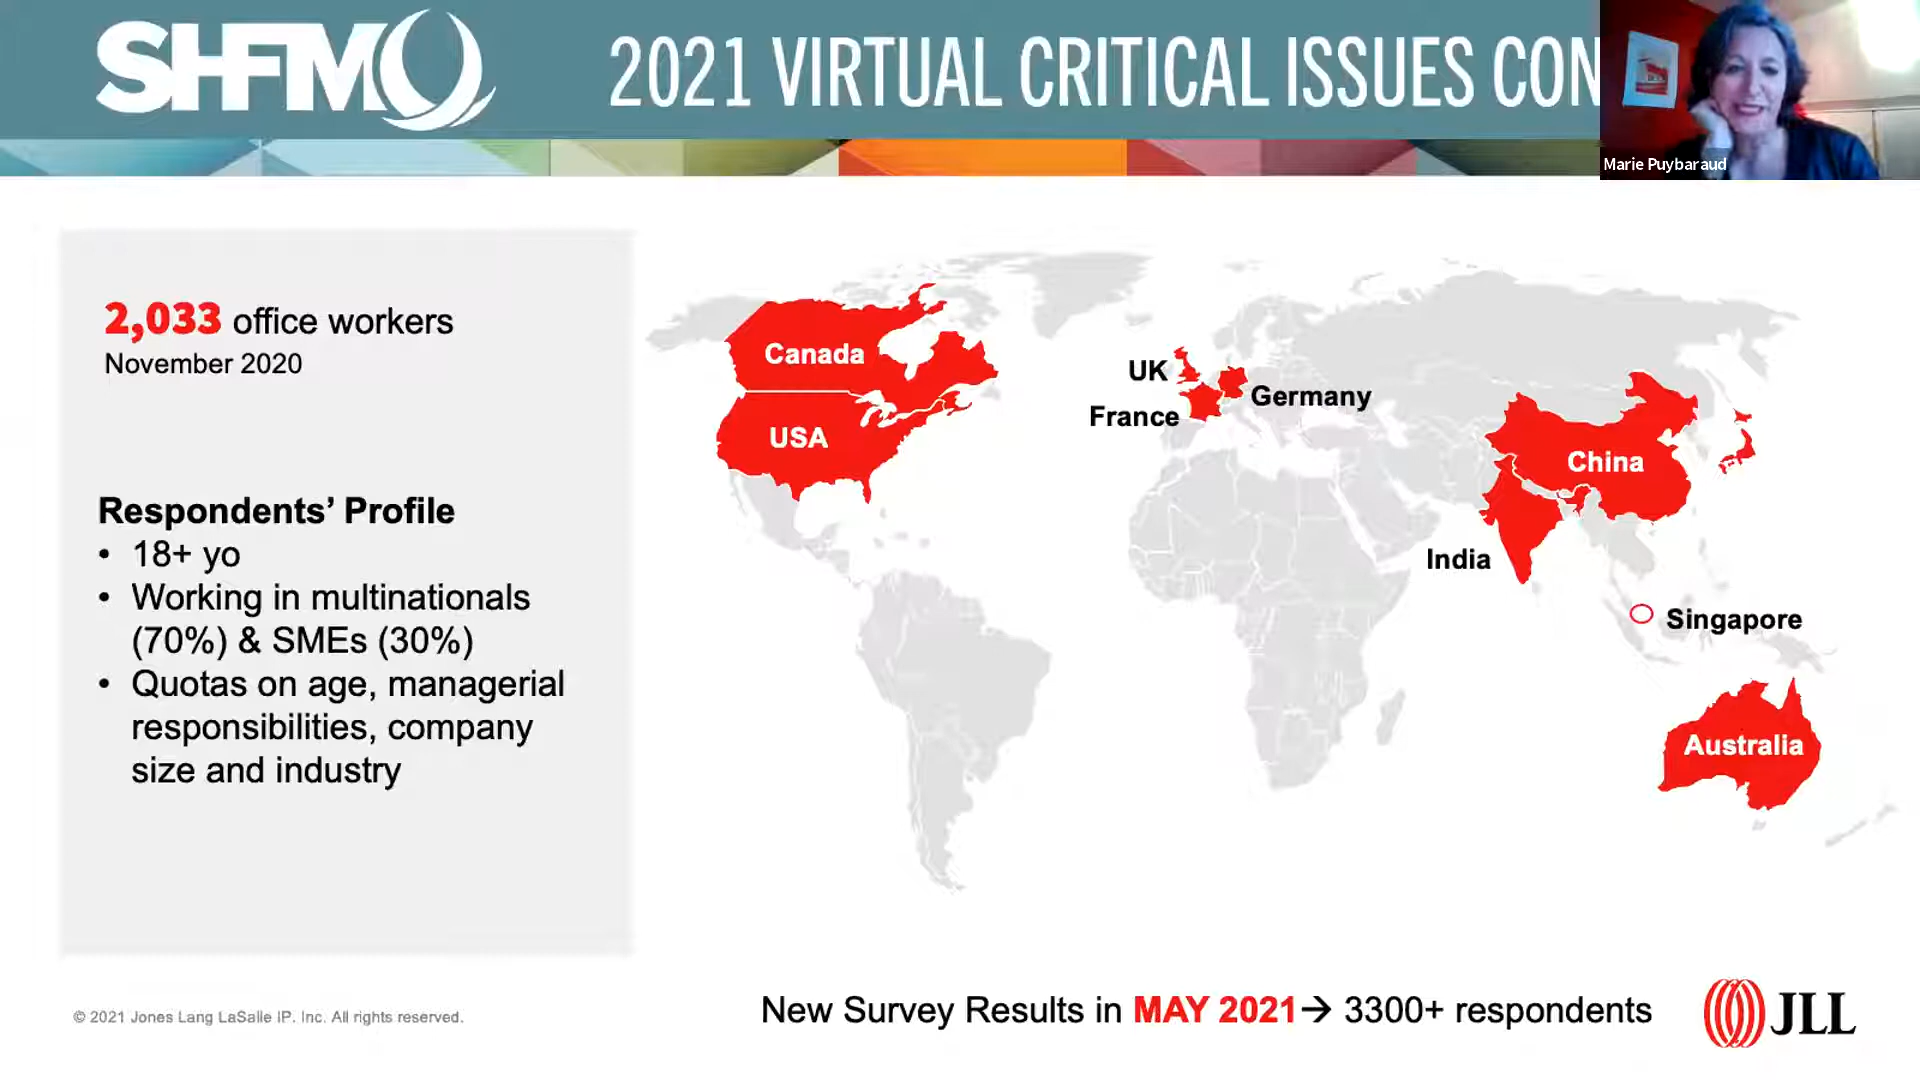 SHFM
2021 VIRTUAL CRITICAL ISSUES CON
Marie Puybaraud
2,033 office workers
November 2020
Respondents’ Profile
• 18+ yo
• Working in multinationals
(70%) & SMEs (30%)
• Quotas on age, managerial
responsibilities, company
size and industry
Canada
USA
UK
France
Germany
China
India
Singapore
Australia
© 2021 Jones Lang LaSalle IP. Inc. All rights reserved.
New Survey Results in MAY 2021→ 3300+ respondents
JLL